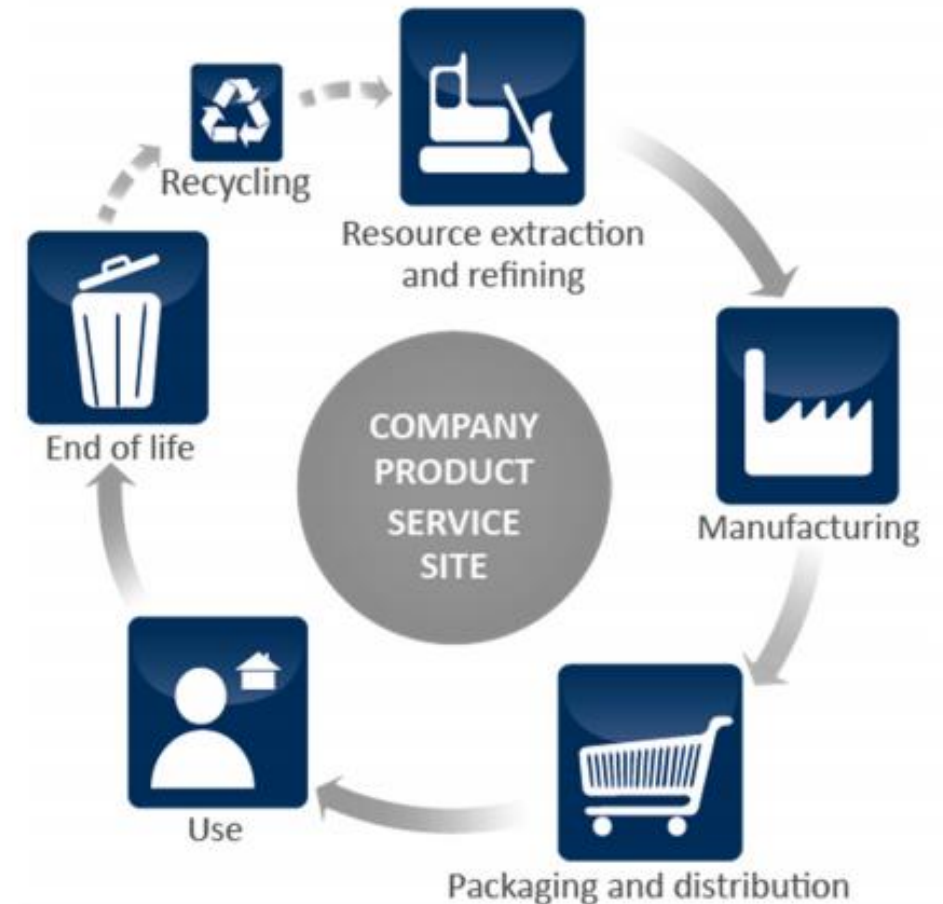 Recycling
Resource extraction
and refining
End of life
COMPANY
PRODUCT
SERVICE
SITE
Manufacturing
Use
Packaging and distribution